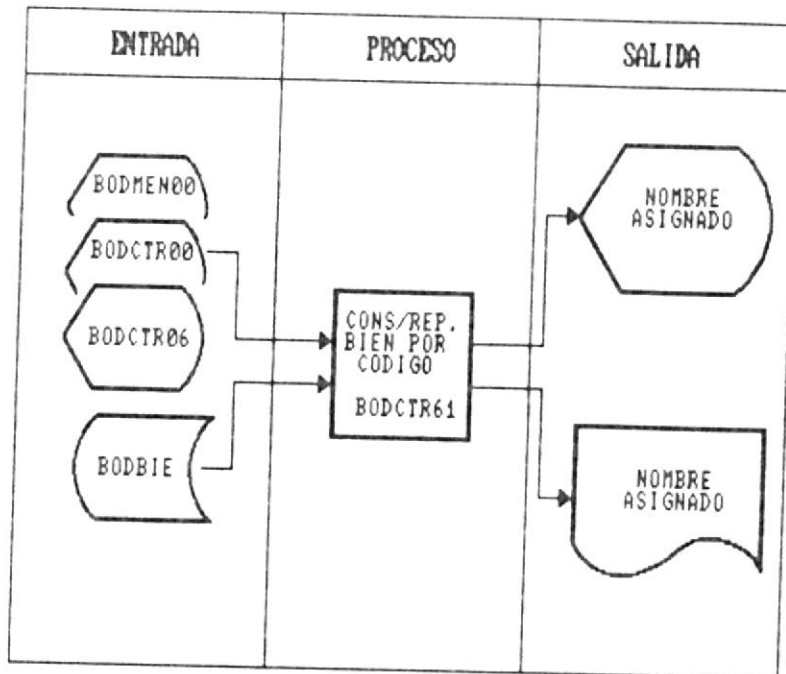 ENTRADA
PROCESO
SALIDA
BODMEN00
BODCTR00
BODCTR06
BODBIE
CONS/REP.
BIEN POR
CODIGO
BODCTR61
NOMBRE
ASIGNADO
NOMBRE
ASIGNADO